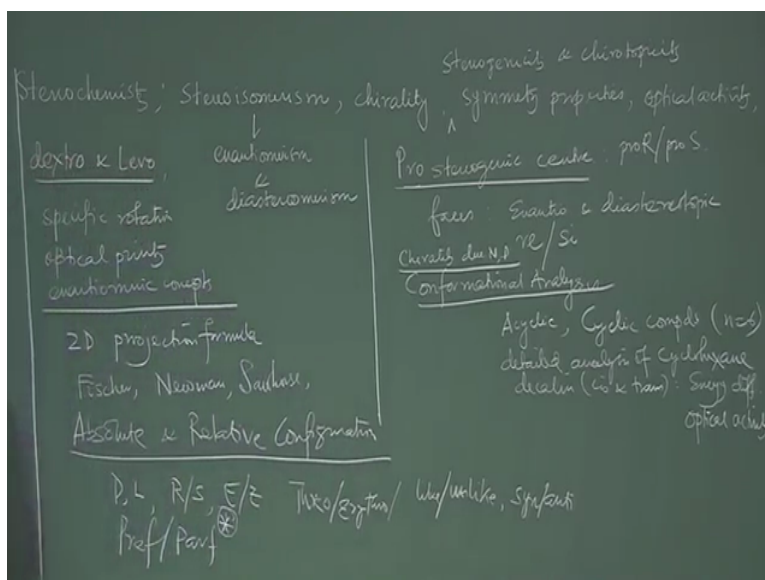 Stereogenicity & chirotopicity
Stereochemistry; Stereoisomerism, chirality, ^ symmetry properties, optical activity,
↓
enantiomerism
&
diastereomerism
dextro & Levo,
specific rotation
optical purity
enantiomeric concepts
2D projection formula
Fischer, Newman, Sawhorse,
Absolute & Relative Configuration
D, L, R/S, E/Z Threo/erythro/ like/unlike, syn/anti
Pref/Parf *
Pro stereogenic centre. proR/proS.
faces: Enantio & diastereotopic
re/Si
Chirality due N, P
Conformational Analysis
Acyclic, Cyclic compds (n=6)
detailed analysis of Cyclohexane
decalin (cis & trans): Energy diff.
optical activity